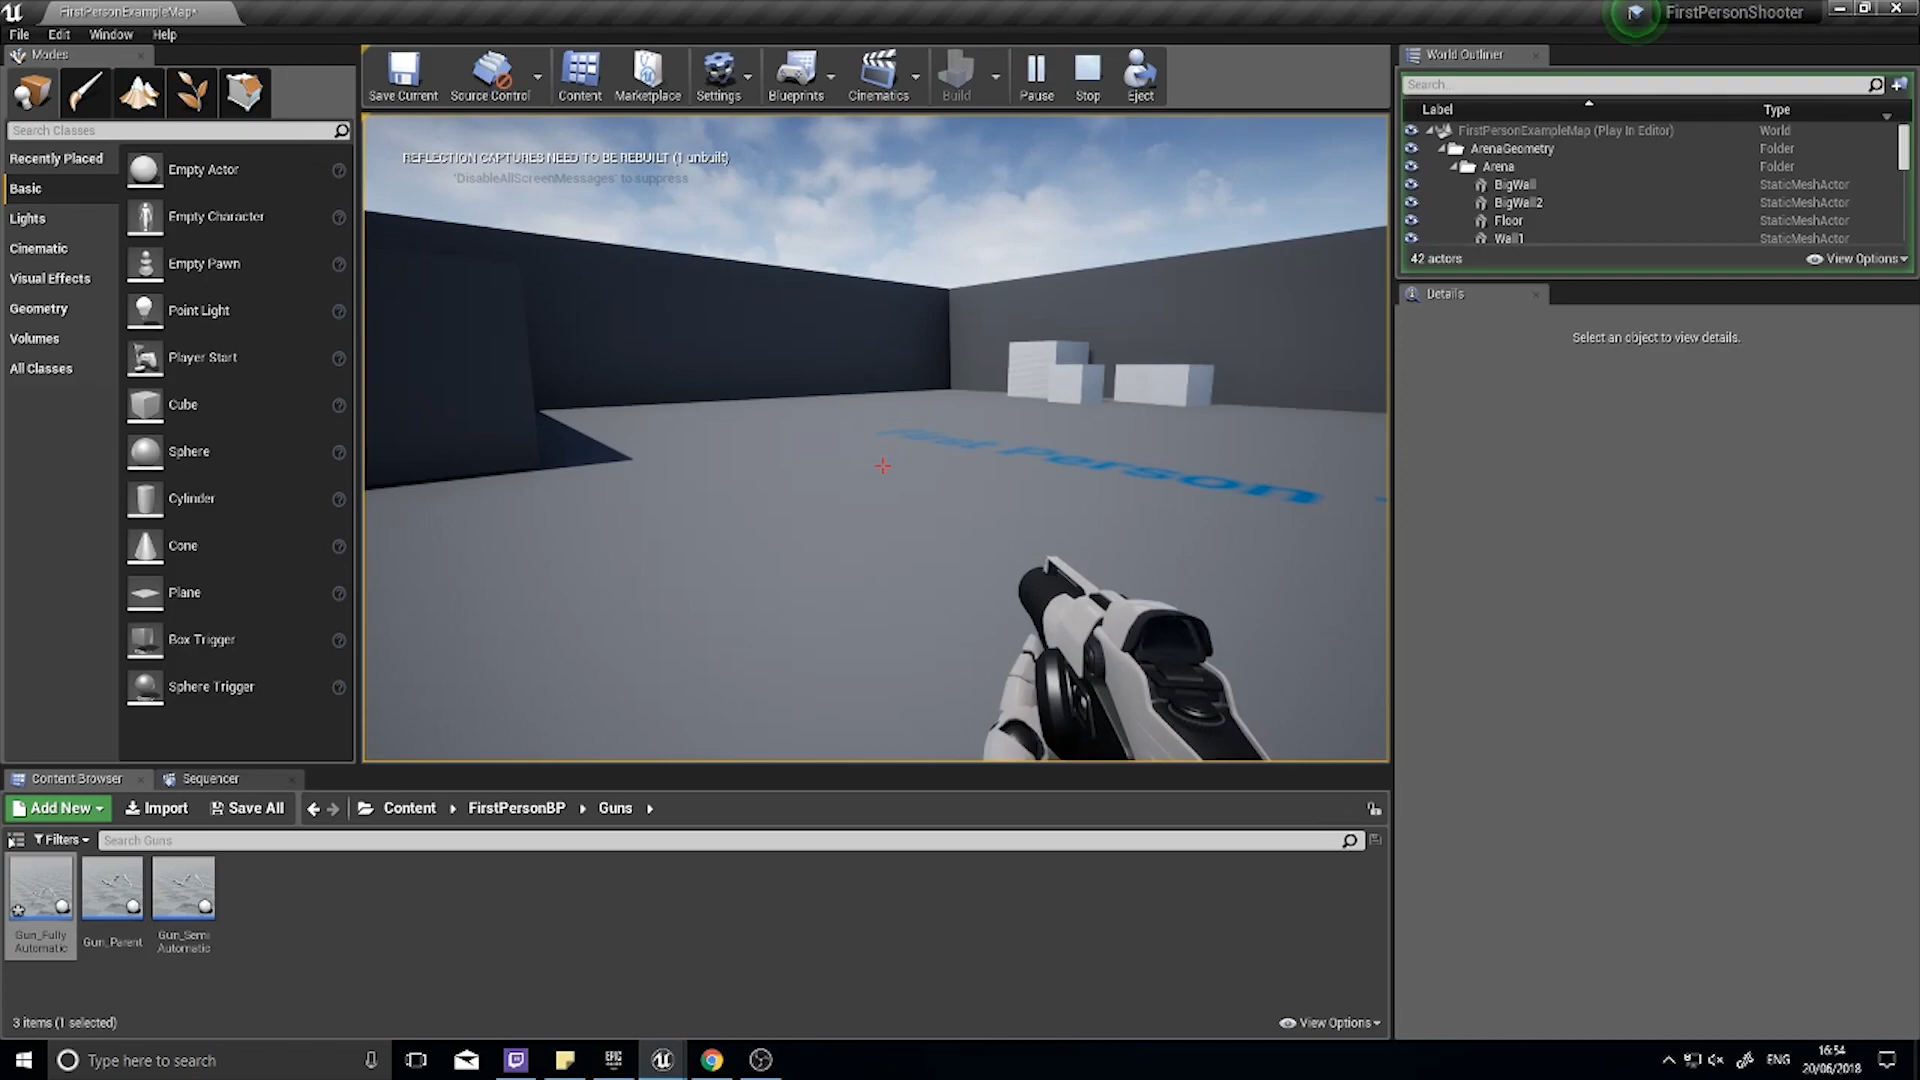 FirstPersonExampleMap*
FirstPersonShooter
File Edit Window Help
Modes
Save Current
Source Control
Content
Marketplace
Settings
Blueprints
Cinematics
Build
Pause
Stop
Eject
Search Classes
Recently Placed
Basic
Lights
Cinematic
Visual Effects
Geometry
Volumes
All Classes
Empty Actor
Empty Character
Empty Pawn
Point Light
Player Start
Cube
Sphere
Cylinder
Cone
Plane
Box Trigger
Sphere Trigger
REFLECTION CAPTURES NEED TO BE REBUILT (1 unbuilt)
'DisableAllScreenMessages' to suppress
First Person
World Outliner
Search...
Label Type
FirstPersonExampleMap (Play In Editor) World
ArenaGeometry Folder
Arena Folder
BigWall StaticMeshActor
BigWall2 StaticMeshActor
Floor StaticMeshActor
Wall1 StaticMeshActor
42 actors
View Options
Details
Select an object to view details.
Content Browser
Sequencer
Add New
Import
Save All
Content
FirstPersonBP
Guns
Filters
Search Guns
Gun_Fully
Automatic
Gun_Parent
Gun_Semi
Automatic
3 items (1 selected)
View Options
Type here to search
EPIC
ENG
16:54
20/06/2018